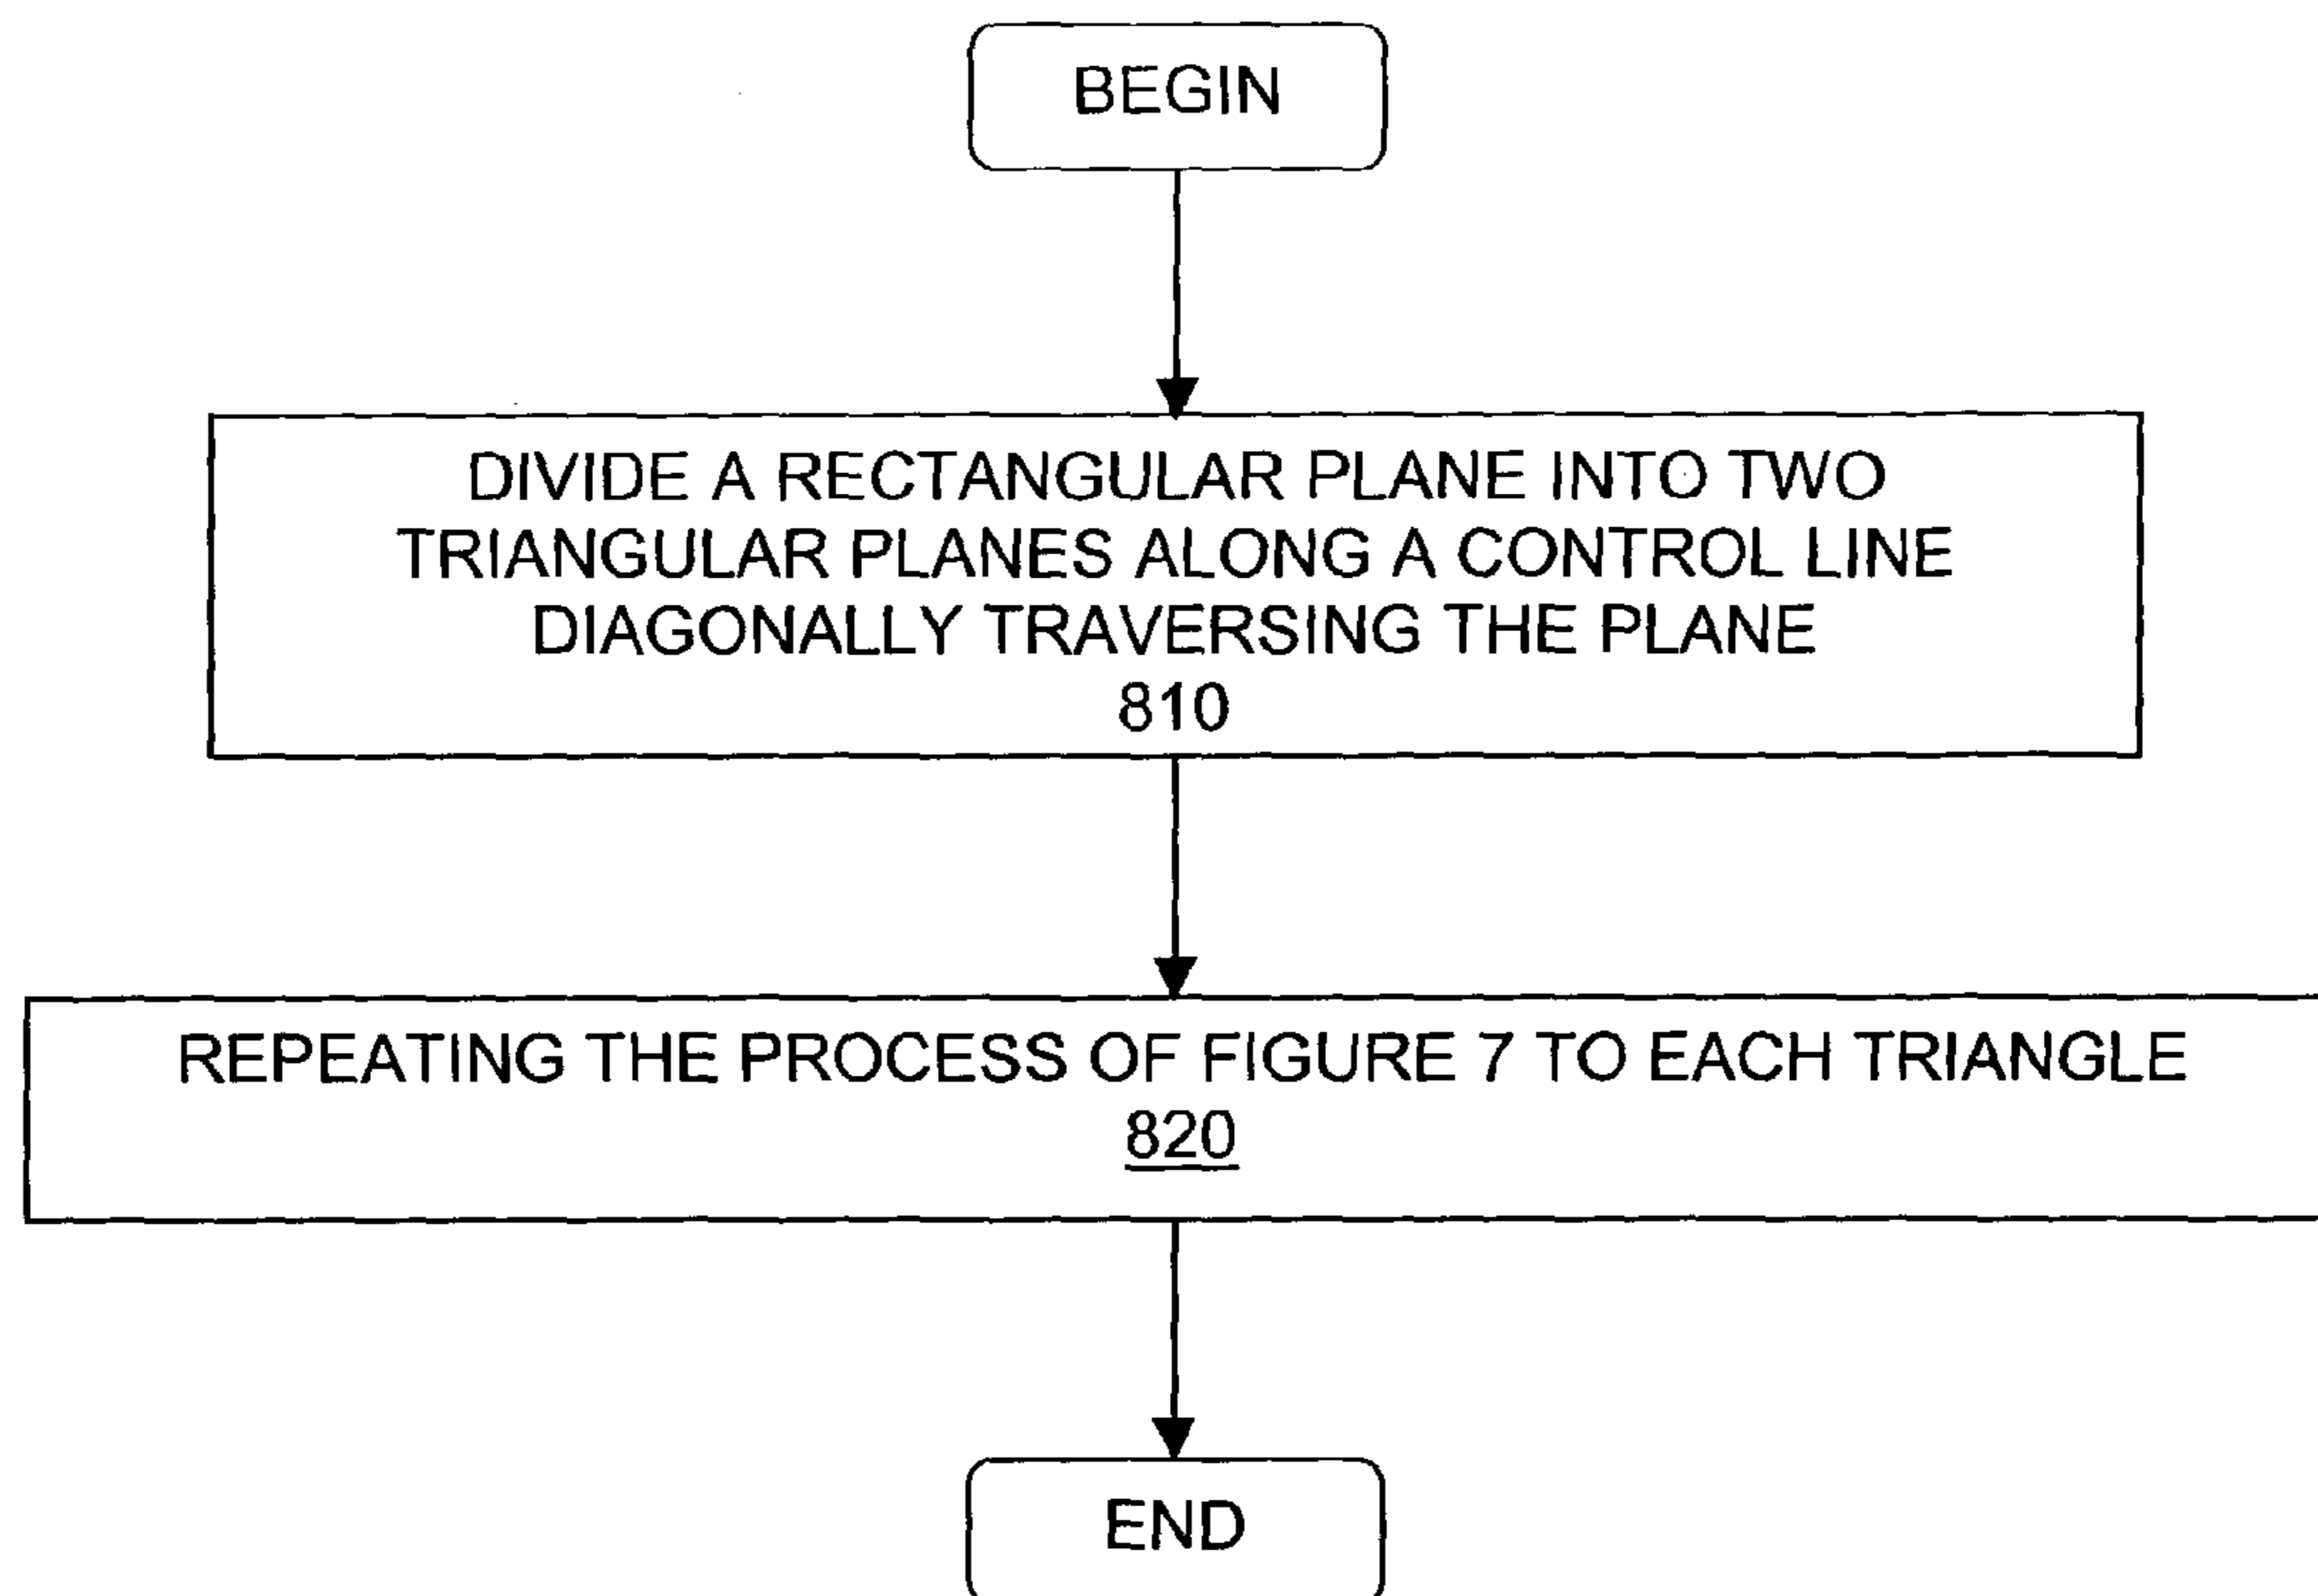 BEGIN
DIVIDE A RECTANGULAR PLANE INTO TWO
TRIANGULAR PLANES ALONG A CONTROL LINE
DIAGONALLY TRAVERSING THE PLANE
810
REPEATING THE PROCESS OF FIGURE 7 TO EACH TRIANGLE
820
END